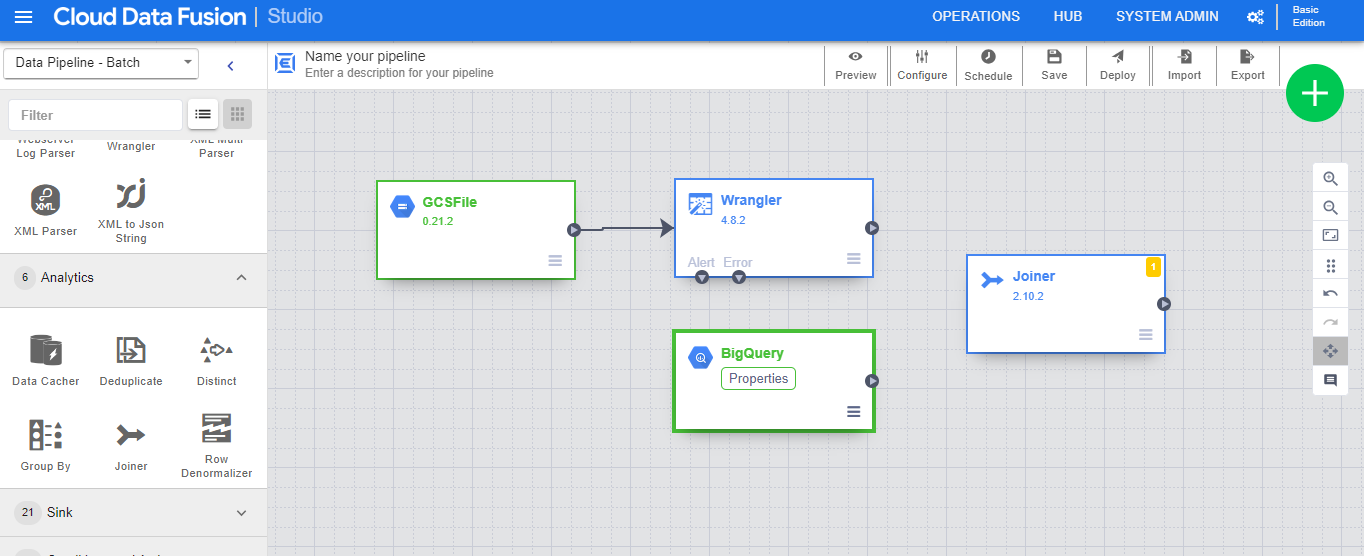 Cloud Data Fusion | Studio
OPERATIONS HUB SYSTEM ADMIN Basic Edition
Data Pipeline - Batch
Name your pipeline
Enter a description for your pipeline
Preview Configure Schedule Save Deploy Import Export
Filter
Webserver Log Parser
Wrangler
XML Multi Parser
XML
XML Parser
XML to Json String
6 Analytics
Data Cacher
Deduplicate
Distinct
Group By
Joiner
Row Denormalizer
21 Sink
GCSFile
0.21.2
Wrangler
4.8.2
Alert Error
BigQuery
Properties
Joiner
1
2.10.2